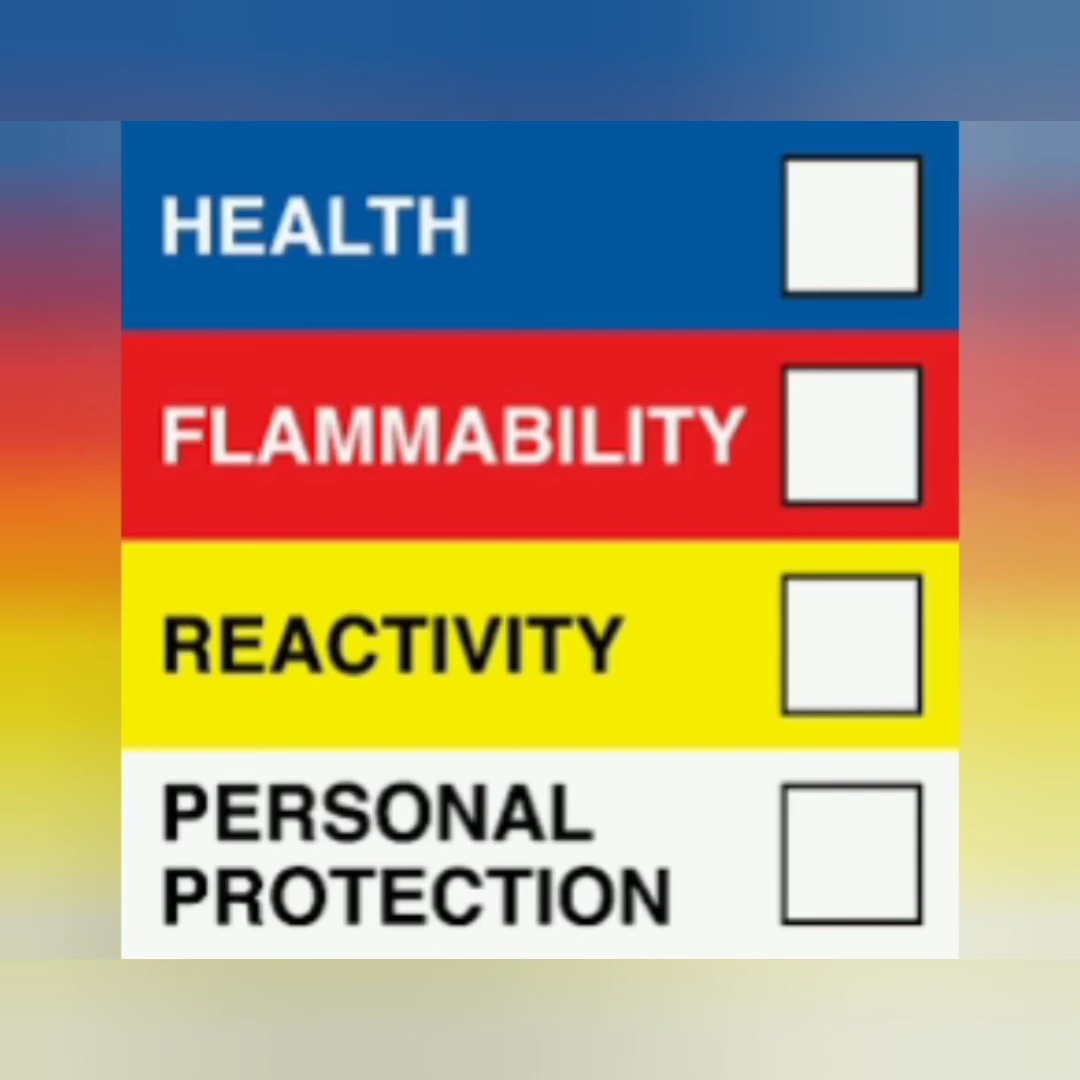 HEALTH
FLAMMABILITY
REACTIVITY
PERSONAL
PROTECTION